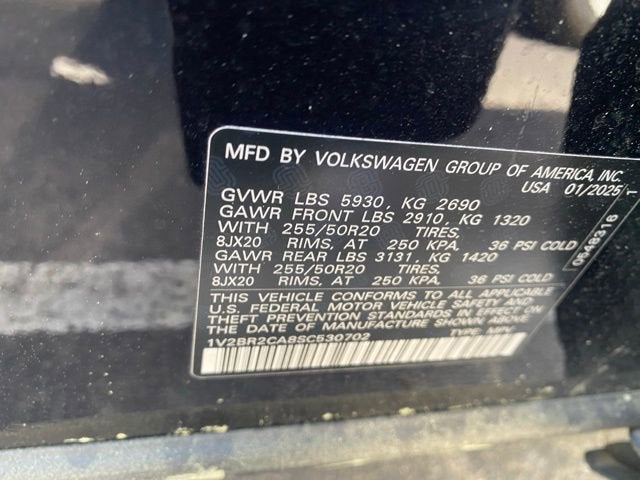 MFD BY VOLKSWAGEN GROUP OF AMERICA, INC.
USA 01/2025
GVWR LBS 5930, KG 2690
GAWR FRONT LBS 2910, KG 1320
WITH 255/50R20 TIRES,
8JX20 RIMS, AT 250 KPA, 36 PSI COLD
GAWR REAR LBS 3131, KG 1420
WITH 255/50R20 TIRES,
8JX20 RIMS, AT 250 KPA, 36 PSI COLD
THIS VEHICLE CONFORMS TO ALL APPLICABLE
U.S. FEDERAL MOTOR VEHICLE SAFETY AND
THEFT PREVENTION STANDARDS IN EFFECT ON
THE DATE OF MANUFACTURE SHOWN ABOVE.
1V2BR2CA8SC530702 TYPE: MPV
0648316